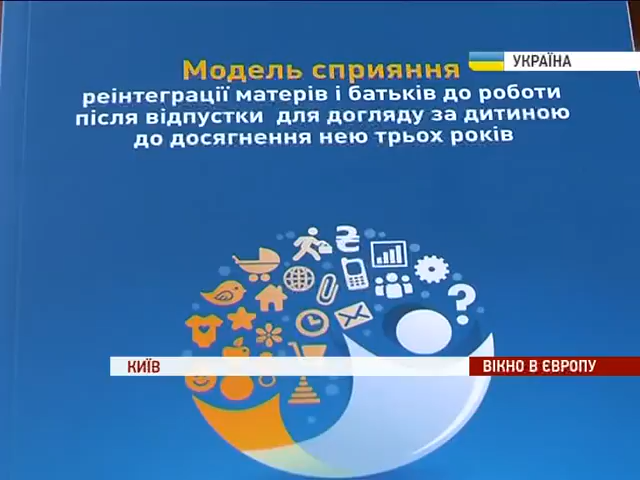 Модель сприяння
УКРАЇНА
реінтеграції матерів і батьків до роботи
після відпустки для догляду за дитиною
до досягнення нею трьох років
КИЇВ
ВІКНО В ЄВРОПУ